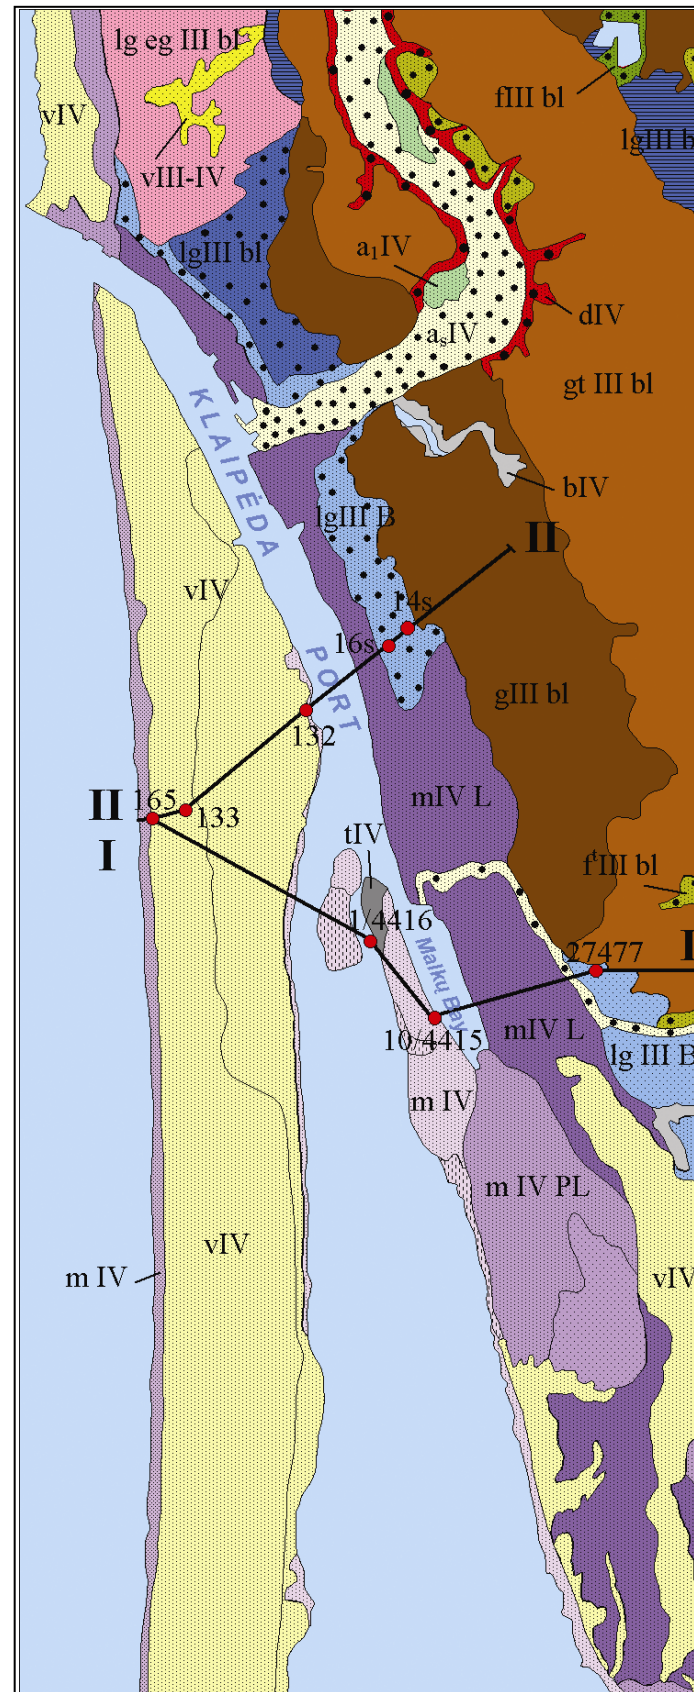 lg eg III bl
vIV
fIII bl
lgIII b
vIII-IV
lgIII bl
a₁IV
aₛIV
dIV
gt III bl
KLAIPĖDA
PORT
bIV
lgIII B
II
vIV
14s
16s
gIII bl
132
mIV L
165
133
II
I
tIV
fᵗIII bl
1/4416
Malkų Bay
27477
I
10/4415
mIV L
lg III B
m IV
m IV PL
vIV
m IV
vIV